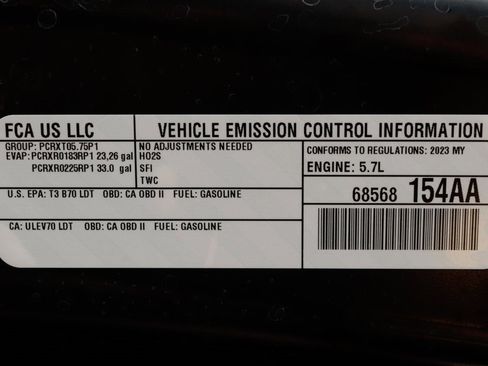 FCA US LLC
VEHICLE EMISSION CONTROL INFORMATION
GROUP: PCRXT05.75P1
EVAP: PCRXR0183RP1 23,26 gal
PCRXR0225RP1 33.0 gal
NO ADJUSTMENTS NEEDED
HO2S
SFI
TWC
CONFORMS TO REGULATIONS: 2023 MY
ENGINE: 5.7L
U.S. EPA: T3 B70 LDT OBD: CA OBD II FUEL: GASOLINE
68568 154AA
CA: ULEV70 LDT OBD: CA OBD II FUEL: GASOLINE